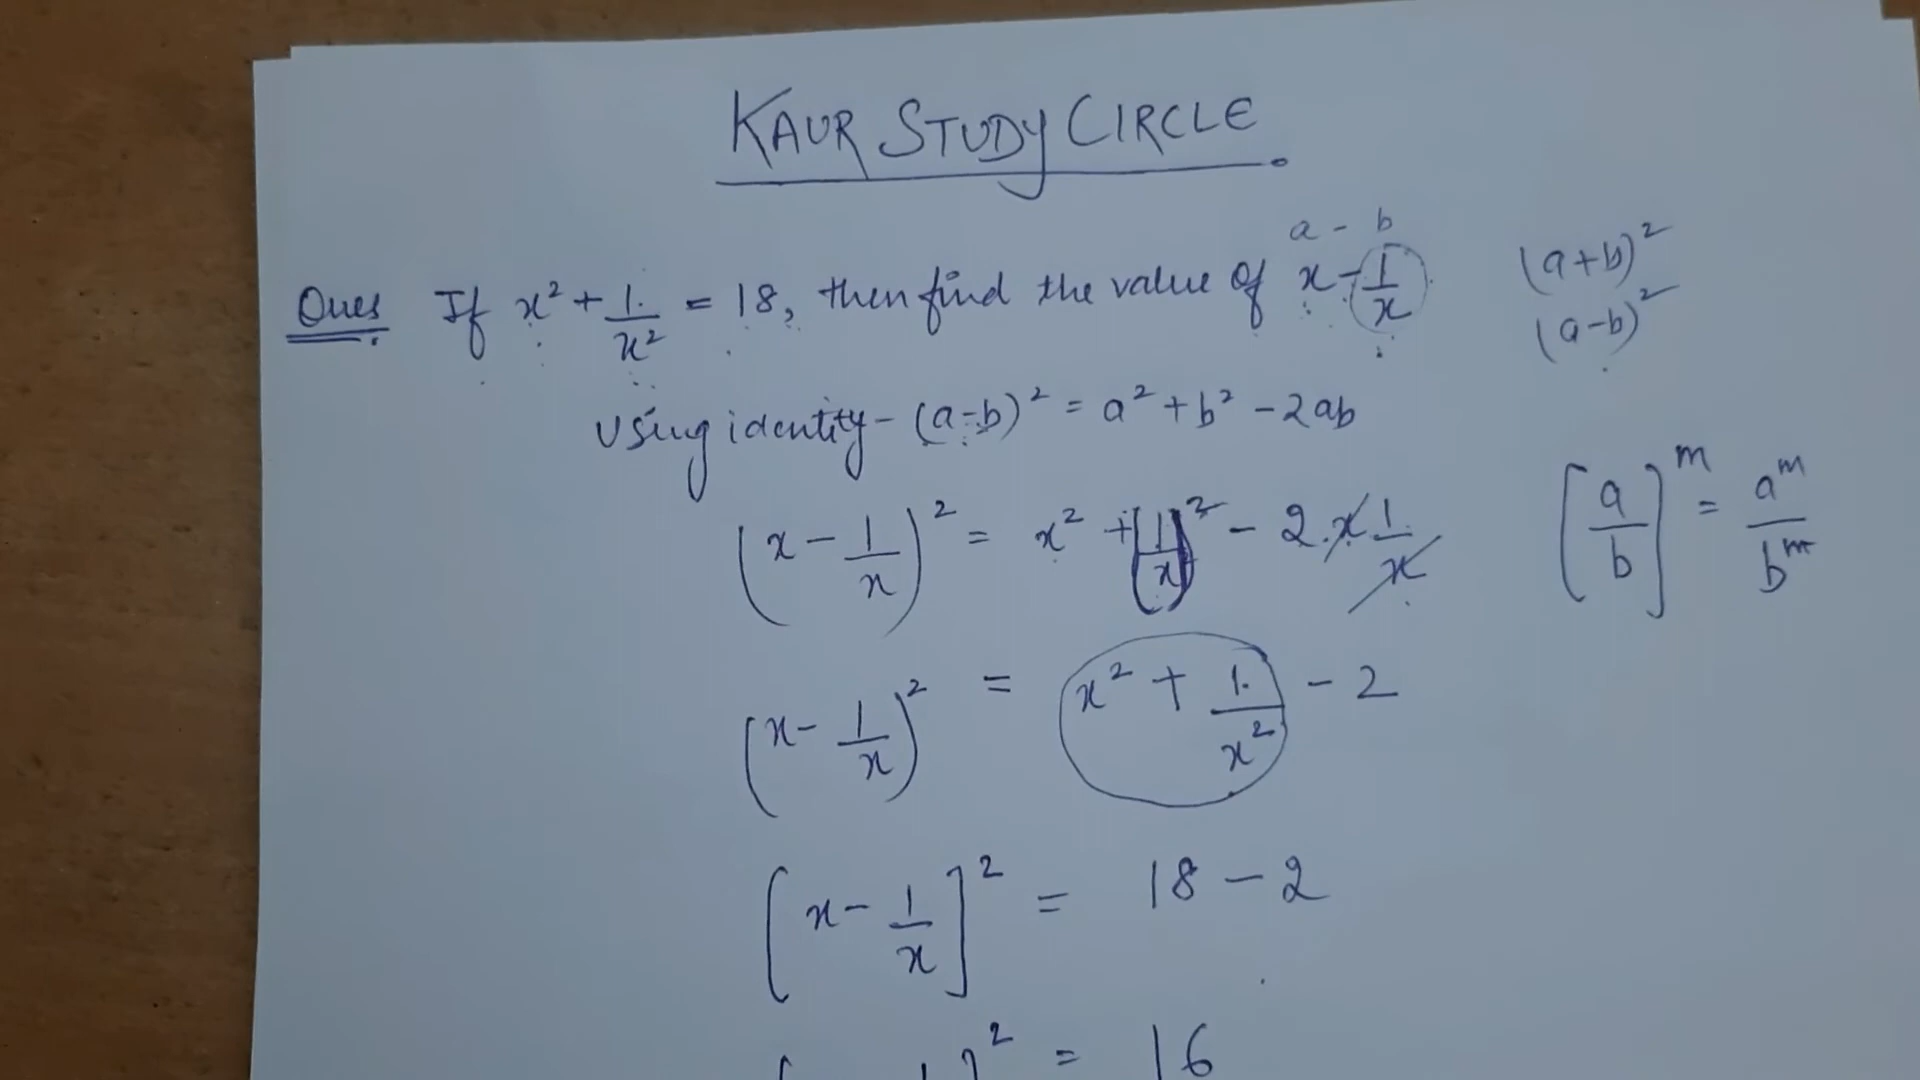 KAUR STUDY CIRCLE
a - b
Ques If x² + 1/x² = 18, then find the value of x - 1/x
(a+b)²
(a-b)²
Using identity - (a-b)² = a² + b² - 2ab
(x - 1/x)² = x² + (1/x)² - 2.x 1/x
[a/b]^m = a^m/b^m
(x - 1/x)² = x² + 1/x² - 2
[x - 1/x]² = 18 - 2
]² = 16